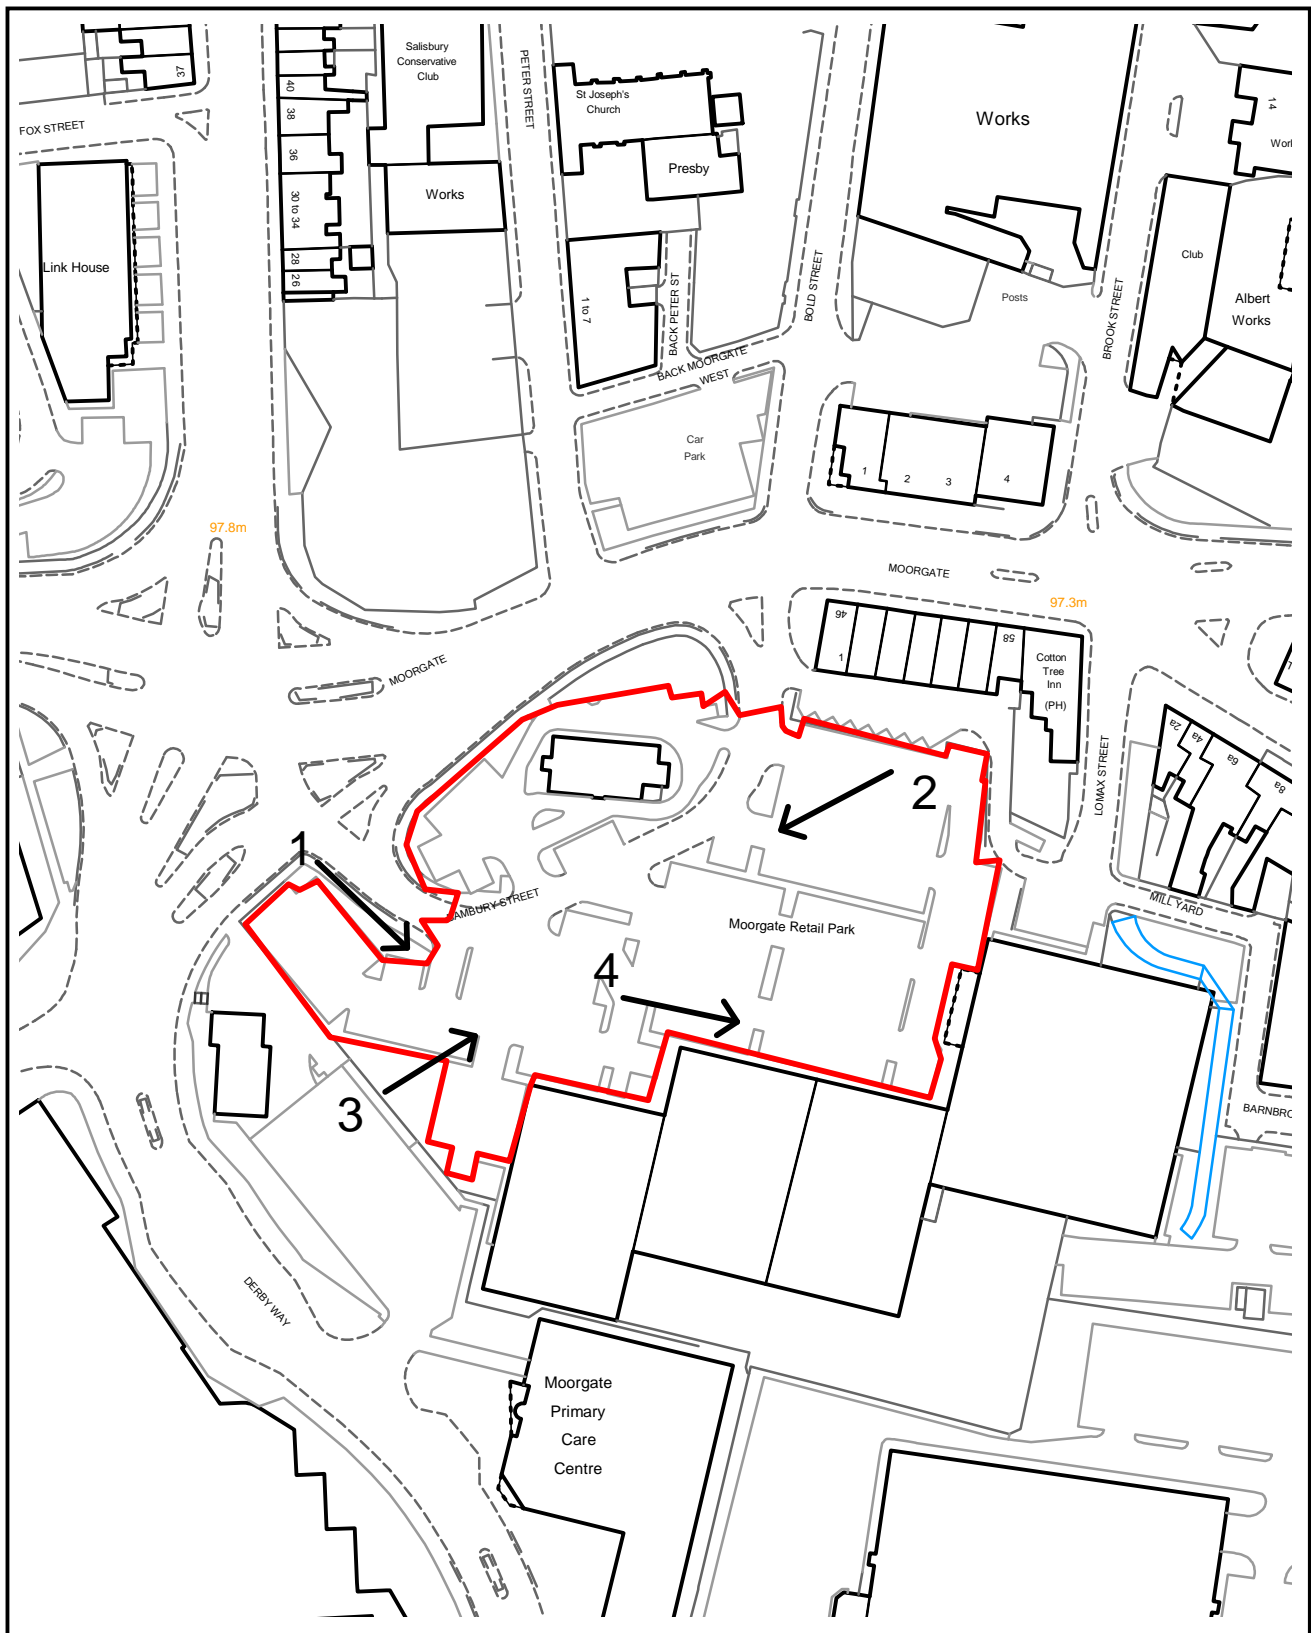 37
FOX STREET
40
38
36
30 to 34
28
26
Salisbury
Conservative
Club
Works
PETER STREET
St Joseph's
Church
Presby
Works
14
Link House
1 to 7
BACK PETER ST
BOLD STREET
Posts
BROOK STREET
Club
Albert
Works
BACK MOORGATE
WEST
Car
Park
1
2
3
4
97.8m
MOORGATE
97.3m
46
1
58
Cotton
Tree
Inn
(PH)
MOORGATE
LOMAX STREET
2a
4a
6a
8a
1
2
HAMBURY STREET
Moorgate Retail Park
MILL YARD
4
3
BARNBRO
DERBY WAY
Moorgate
Primary
Care
Centre